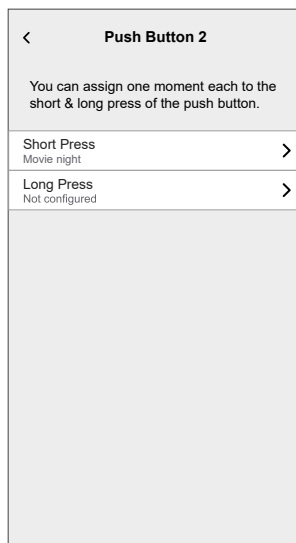 Push Button 2
You can assign one moment each to the
short & long press of the push button.
Short Press
Movie night
Long Press
Not configured